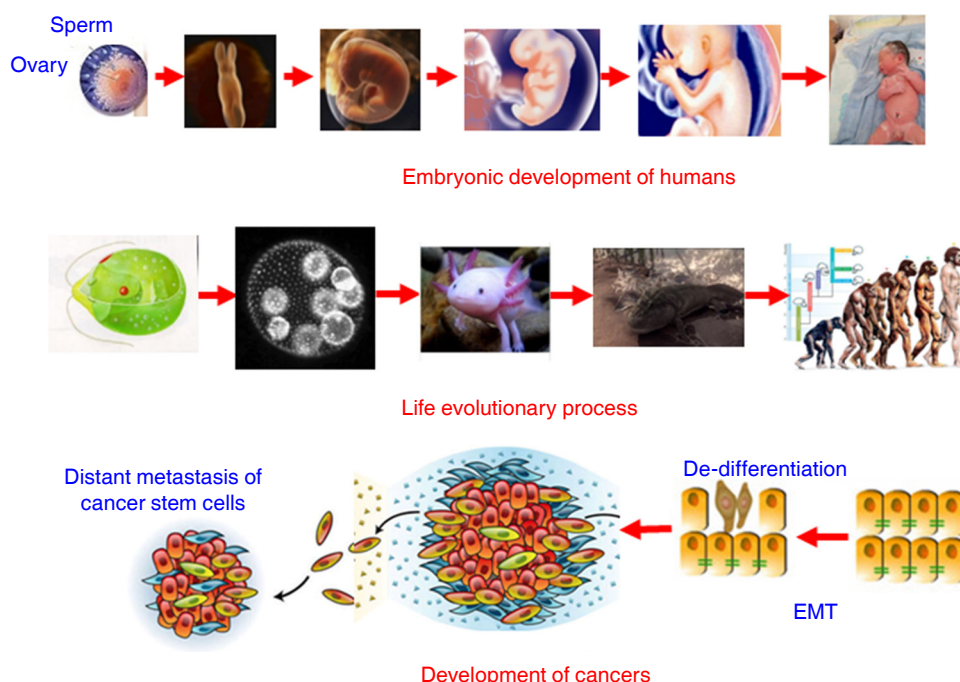 Sperm
Ovary
Embryonic development of humans
Life evolutionary process
Distant metastasis of
cancer stem cells
De-differentiation
EMT
Development of cancers